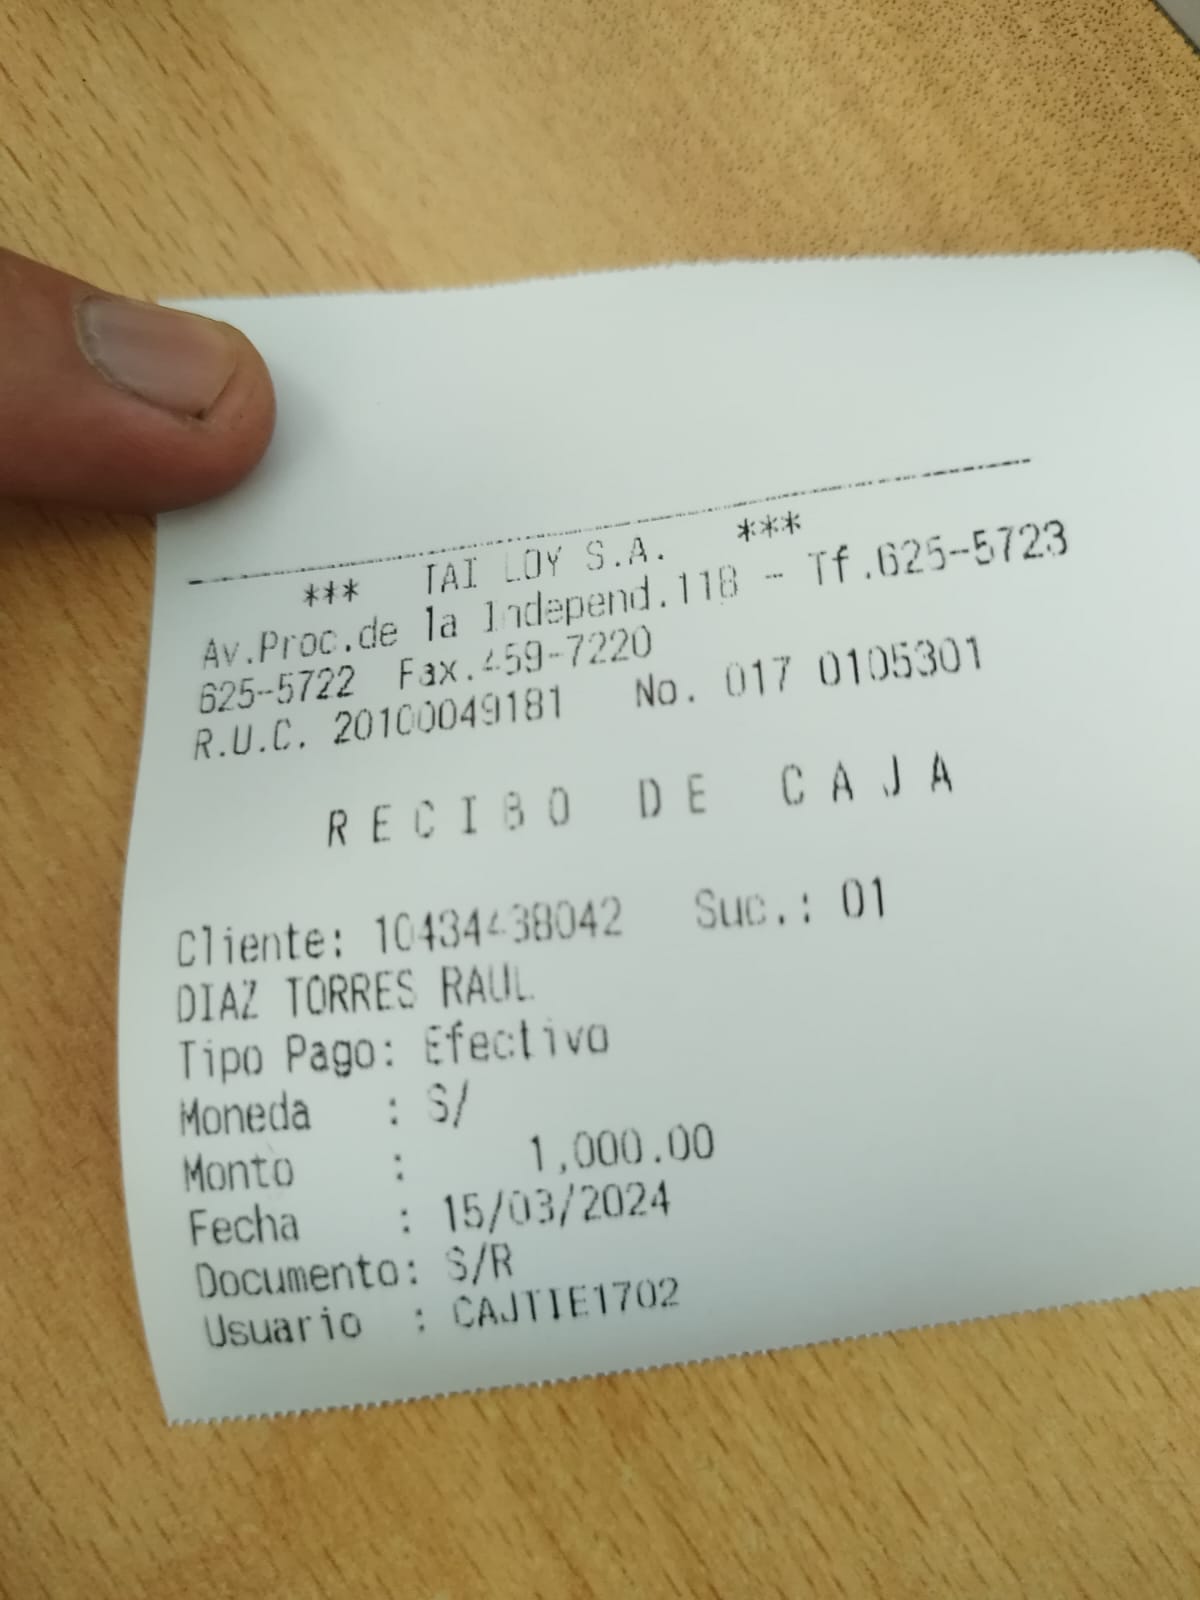 *** TAI LOY S.A. ***
Av.Proc.de la Independ.118 - Tf.625-5723
625-5722 Fax.459-7220
R.U.C. 20100049181 No. 017 0105301
RECIBO DE CAJA
Cliente: 10434438042 Suc.: 01
DIAZ TORRES RAUL
Tipo Pago: Efectivo
Moneda : S/
Monto : 1,000.00
Fecha : 15/03/2024
Documento: S/R
Usuario : CAJTIE1702